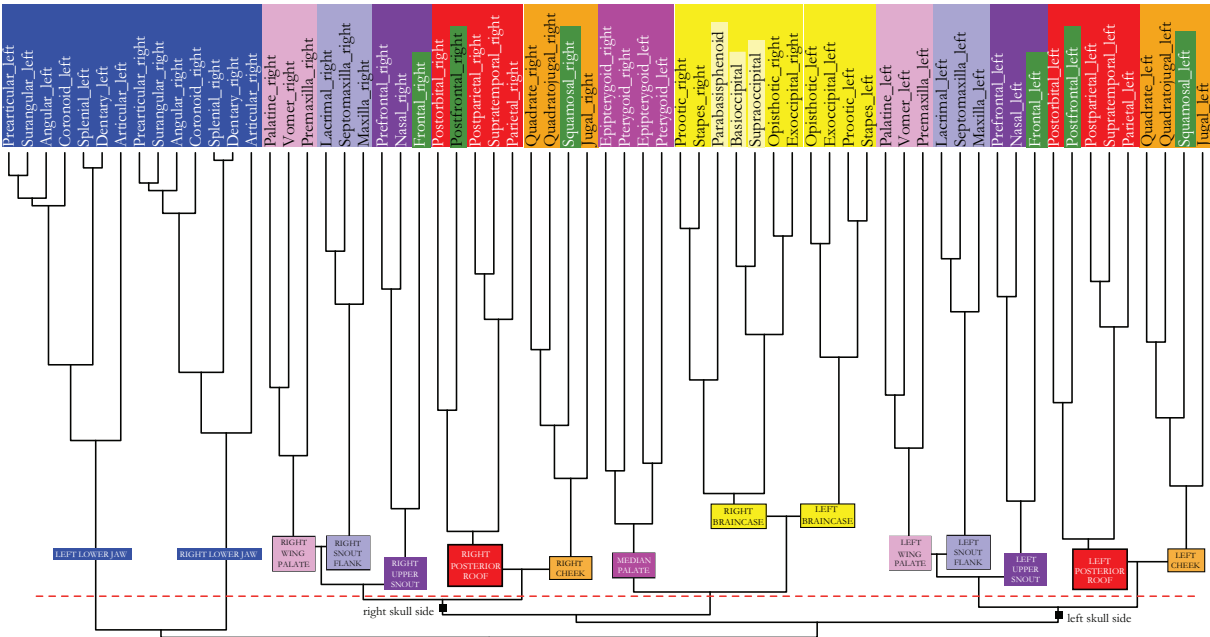 Prearticular_left
Surangular_left
Angular_left
Coronoid_left
Splenial_left
Dentary_left
Articular_left
Prearticular_right
Surangular_right
Angular_right
Coronoid_right
Splenial_right
Dentary_right
Articular_right
Palatine_right
Vomer_right
Premaxilla_right
Lacrimal_right
Septomaxilla_right
Maxilla_right
Prefrontal_right
Nasal_right
Frontal_right
Postorbital_right
Postfrontal_right
Postparietal_right
Supratemporal_right
Parietal_right
Quadrate_right
Quadratojugal_right
Squamosal_right
Jugal_right
Epipterygoid_right
Pterygoid_right
Epipterygoid_left
Pterygoid_left
Prootic_right
Stapes_right
Parabasisphenoid
Basioccipital
Supraoccipital
Opisthotic_right
Exoccipital_right
Opisthotic_left
Exoccipital_left
Prootic_left
Stapes_left
Palatine_left
Vomer_left
Premaxilla_left
Lacrimal_left
Septomaxilla_left
Maxilla_left
Prefrontal_left
Nasal_left
Frontal_left
Postorbital_left
Postfrontal_left
Postparietal_left
Supratemporal_left
Parietal_left
Quadrate_left
Quadratojugal_left
Squamosal_left
Jugal_left
LEFT LOWER JAW
RIGHT LOWER JAW
RIGHT
WING
PALATE
RIGHT
SNOUT
FLANK
RIGHT
UPPER
SNOUT
RIGHT
POSTERIOR
ROOF
RIGHT
CHEEK
MEDIAN
PALATE
RIGHT
BRAINCASE
LEFT
BRAINCASE
LEFT
WING
PALATE
LEFT
SNOUT
FLANK
LEFT
UPPER
SNOUT
LEFT
POSTERIOR
ROOF
LEFT
CHEEK
right skull side
left skull side